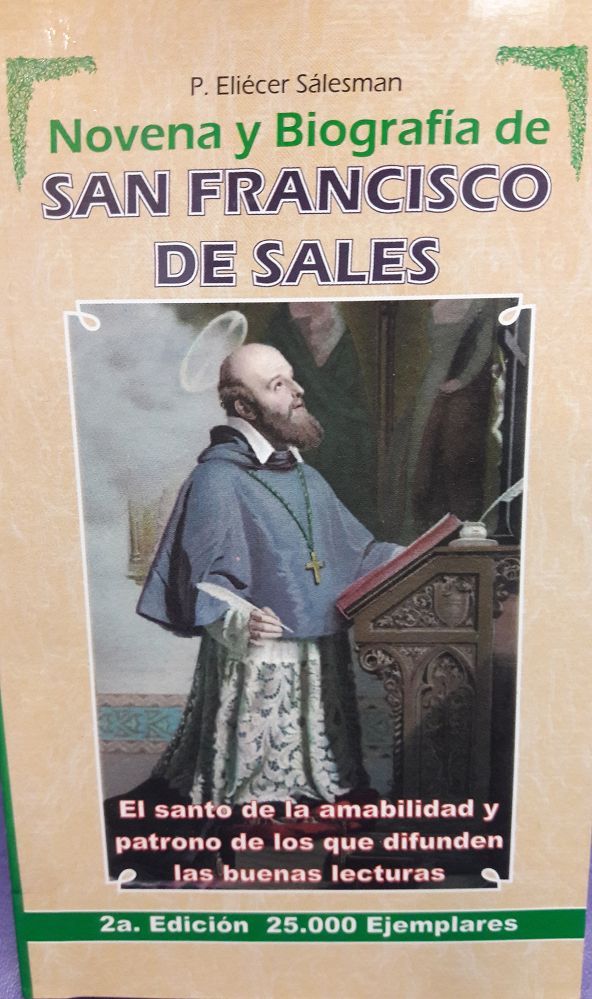 P. Eliécer Sálesman
Novena y Biografía de
SAN FRANCISCO
DE SALES
El santo de la amabilidad y
patrono de los que difunden
las buenas lecturas
2a. Edición 25.000 Ejemplares